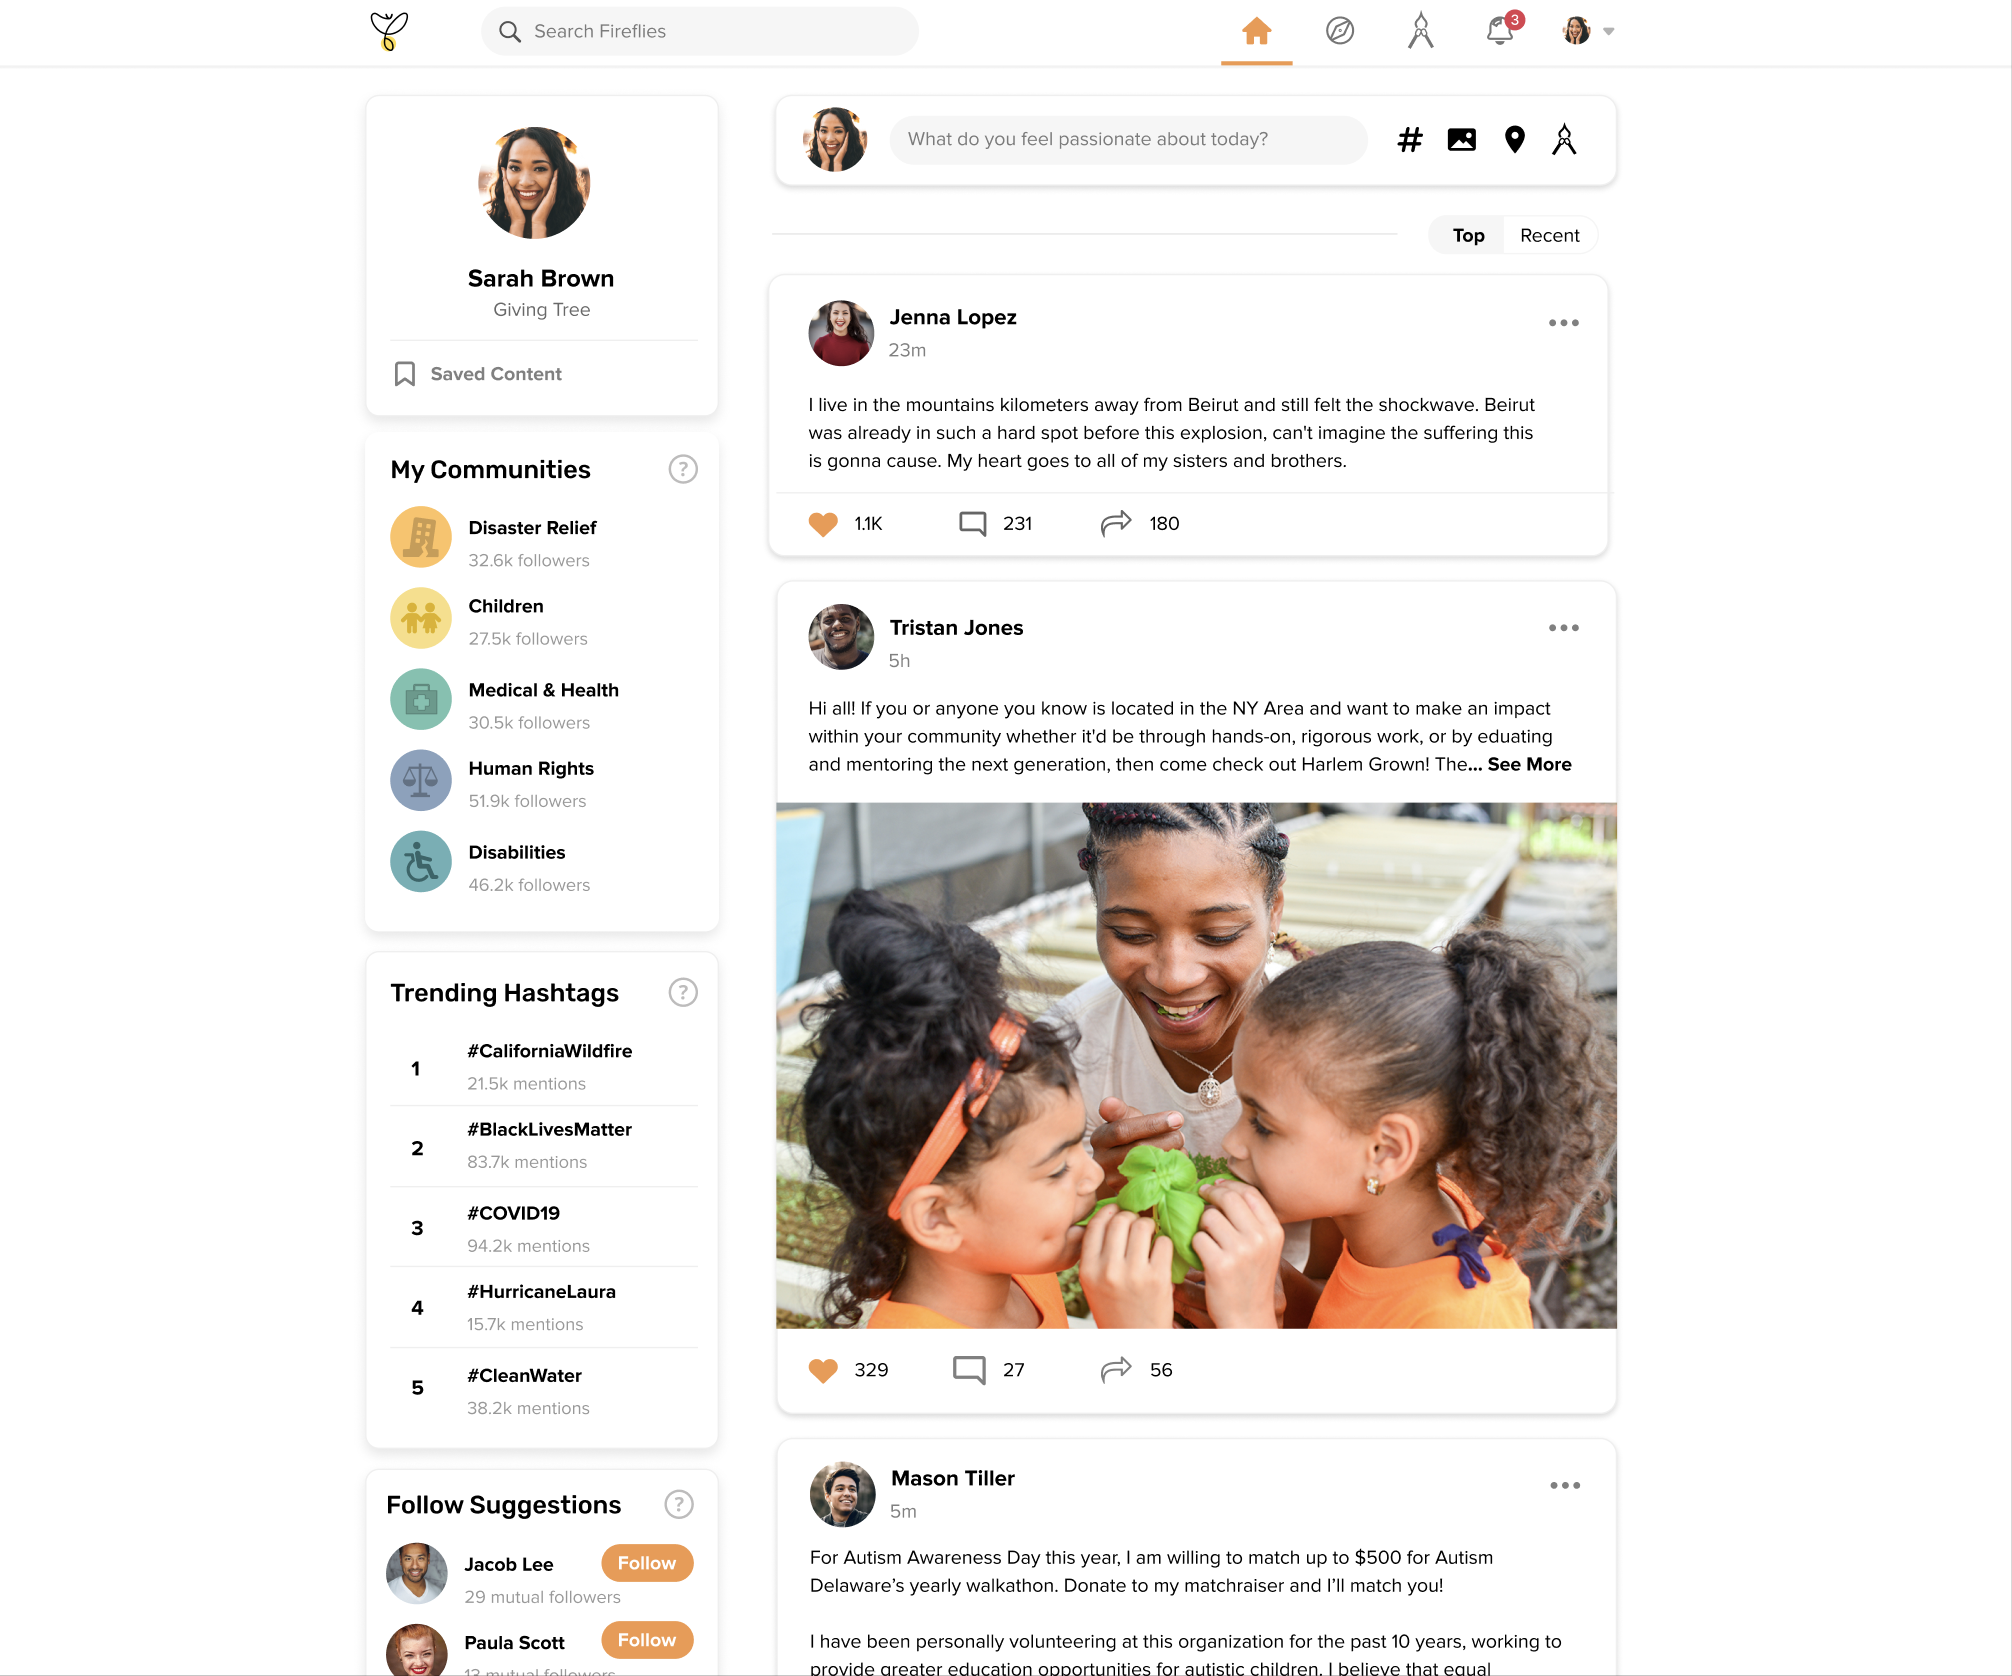 Search Fireflies
3
Sarah Brown
Giving Tree
Saved Content
My Communities
?
Disaster Relief
32.6k followers
Children
27.5k followers
Medical & Health
30.5k followers
Human Rights
51.9k followers
Disabilities
46.2k followers
Trending Hashtags
?
1
#CaliforniaWildfire
21.5k mentions
2
#BlackLivesMatter
83.7k mentions
3
#COVID19
94.2k mentions
4
#HurricaneLaura
15.7k mentions
5
#CleanWater
38.2k mentions
Follow Suggestions
?
Jacob Lee
Follow
29 mutual followers
Paula Scott
Follow
13 mutual followers
What do you feel passionate about today?
#
Top
Recent
Jenna Lopez
23m
I live in the mountains kilometers away from Beirut and still felt the shockwave. Beirut
was already in such a hard spot before this explosion, can't imagine the suffering this
is gonna cause. My heart goes to all of my sisters and brothers.
1.1K
231
180
Tristan Jones
5h
Hi all! If you or anyone you know is located in the NY Area and want to make an impact
within your community whether it'd be through hands-on, rigorous work, or by eduating
and mentoring the next generation, then come check out Harlem Grown! The... See More
329
27
56
Mason Tiller
5m
For Autism Awareness Day this year, I am willing to match up to $500 for Autism
Delaware’s yearly walkathon. Donate to my matchraiser and I’ll match you!
I have been personally volunteering at this organization for the past 10 years, working to
provide greater education opportunities for autistic children. I believe that equal